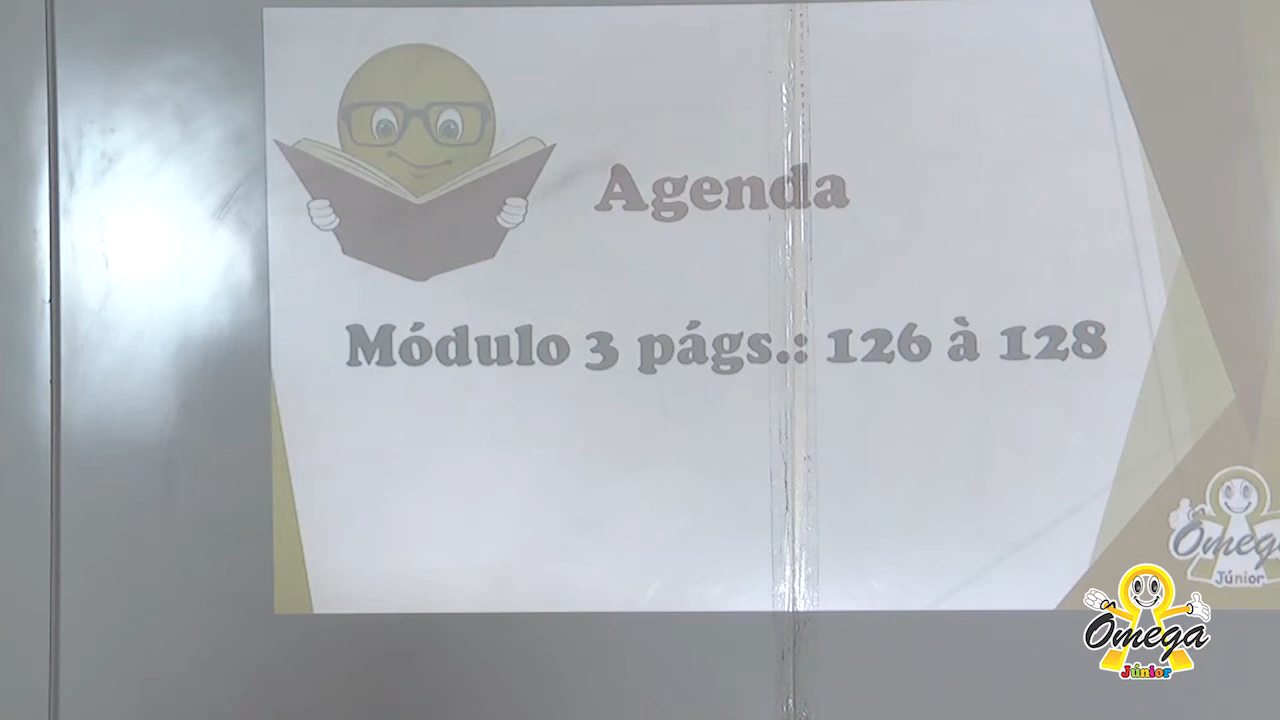 Agenda
Módulo 3 págs.: 126 à 128
Ômega
Júnior
Ômega
Júnior